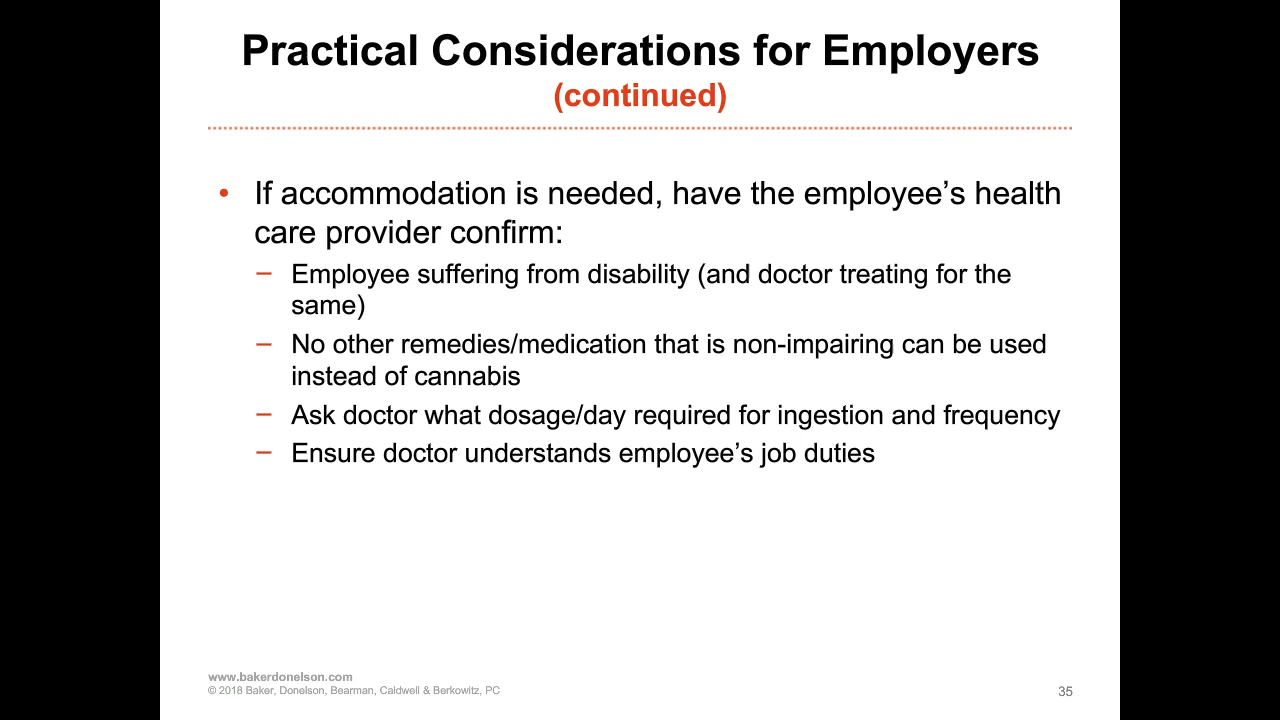 Practical Considerations for Employers
(continued)
• If accommodation is needed, have the employee’s health
care provider confirm:
– Employee suffering from disability (and doctor treating for the
same)
– No other remedies/medication that is non-impairing can be used
instead of cannabis
– Ask doctor what dosage/day required for ingestion and frequency
– Ensure doctor understands employee’s job duties
www.bakerdonelson.com
© 2018 Baker, Donelson, Bearman, Caldwell & Berkowitz, PC
35